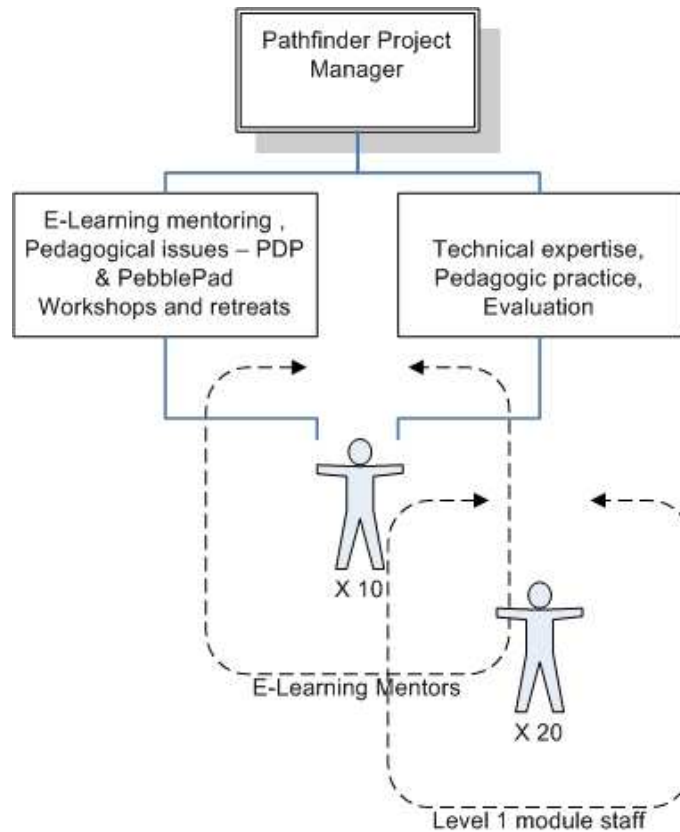 Pathfinder Project
Manager
E-Learning mentoring ,
Pedagogical issues – PDP
& PebblePad
Workshops and retreats
Technical expertise,
Pedagogic practice,
Evaluation
X 10
E-Learning Mentors
X 20
Level 1 module staff